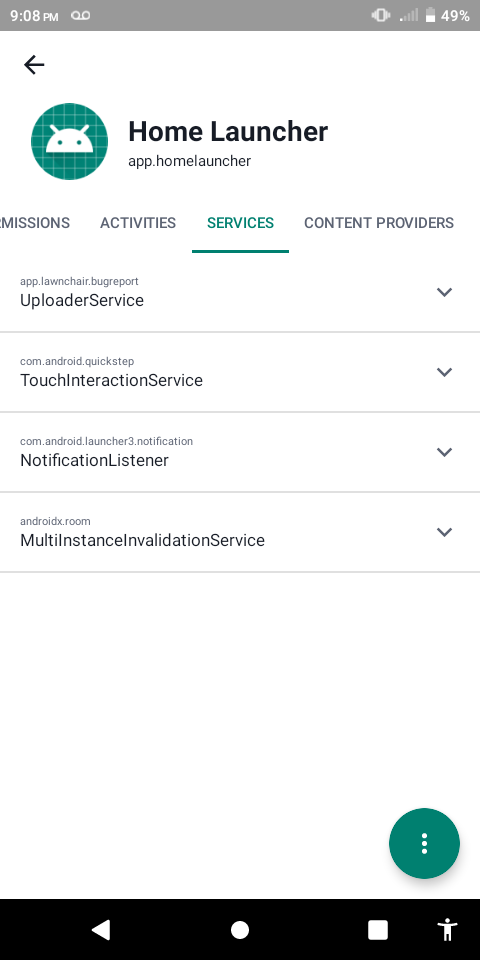 9:08 PM 49%
Home Launcher
app.homelauncher
RMISSIONS ACTIVITIES SERVICES CONTENT PROVIDERS
app.lawnchair.bugreport
UploaderService
com.android.quickstep
TouchInteractionService
com.android.launcher3.notification
NotificationListener
androidx.room
MultiInstanceInvalidationService